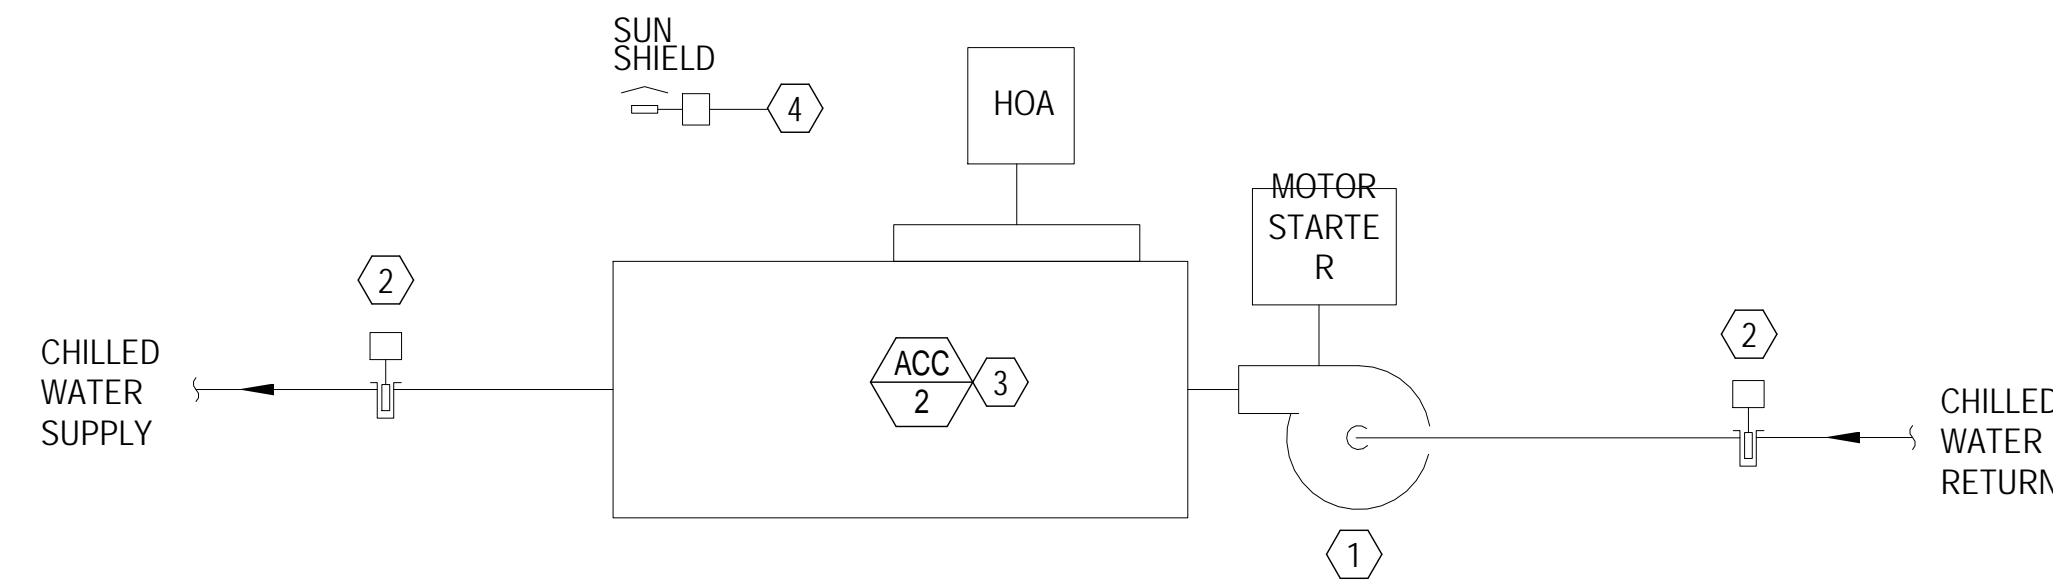 SUN
SHIELD
4
HOA
MOTOR
STARTE
R
2
2
CHILLED
WATER
SUPPLY
ACC
2
3
CHILLED
WATER
RETURN
1